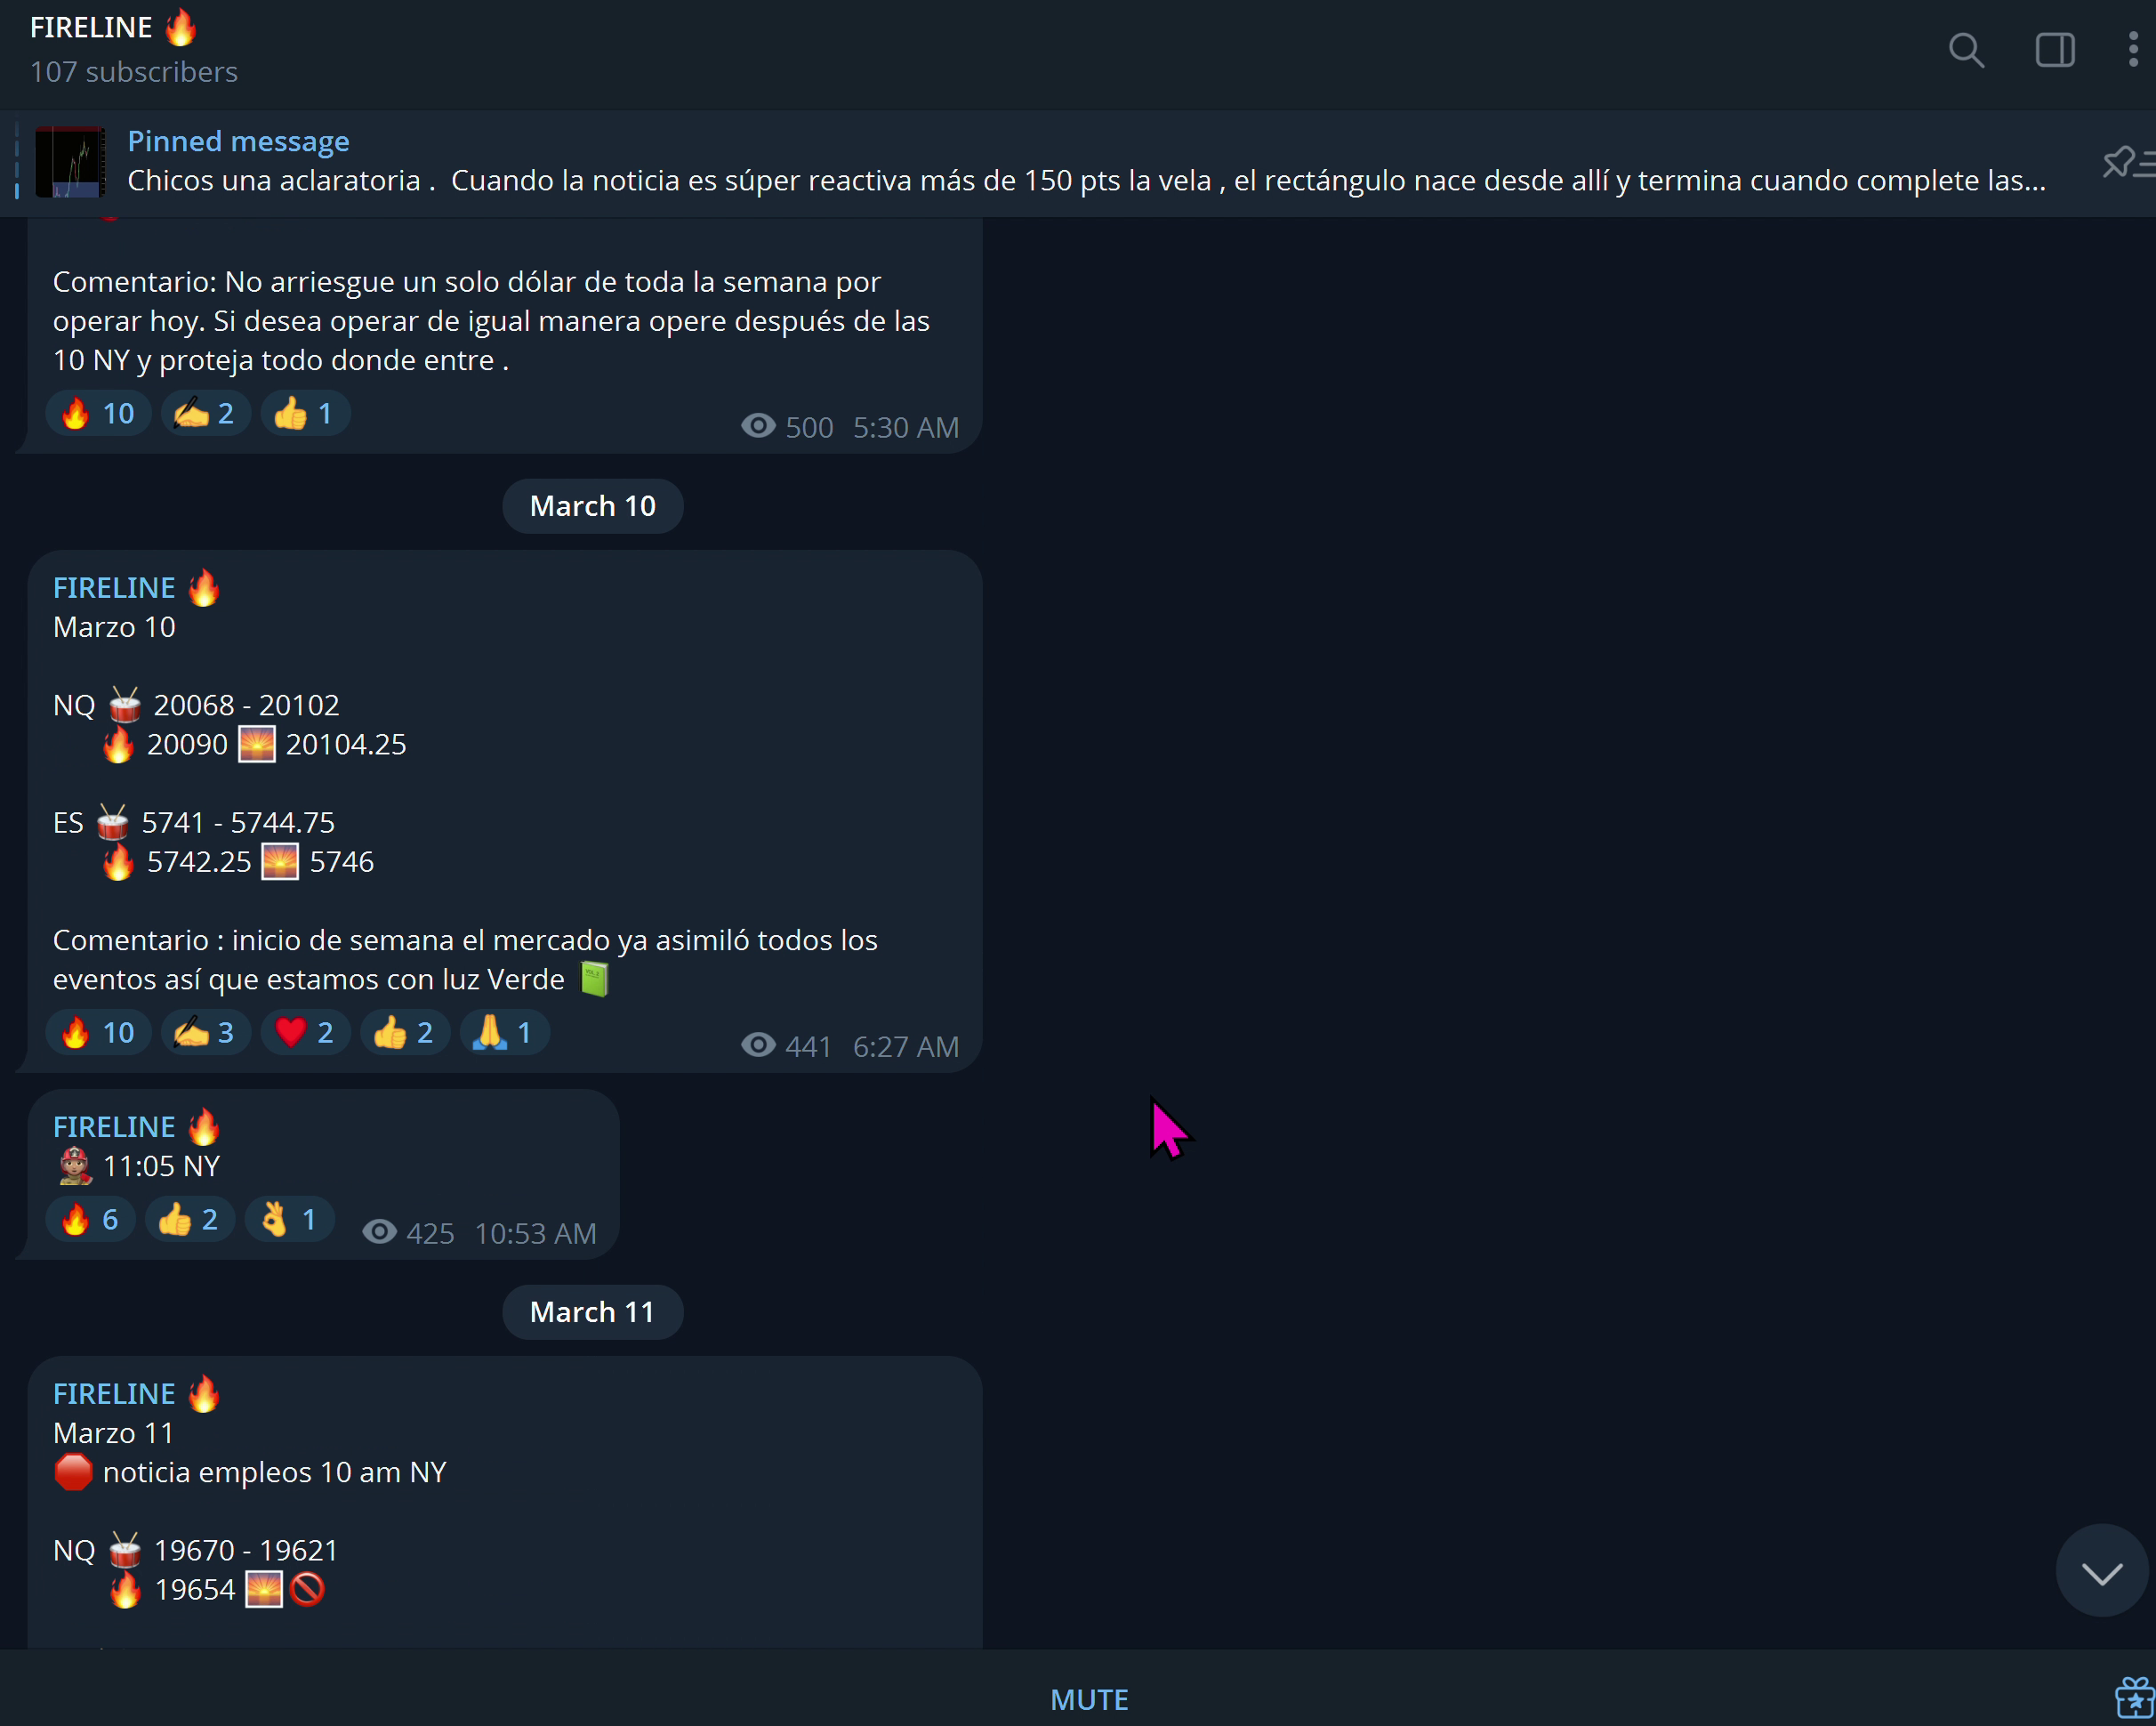 FIRELINE 🔥
107 subscribers
Pinned message
Chicos una aclaratoria .  Cuando la noticia es súper reactiva más de 150 pts la vela , el rectángulo nace desde allí y termina cuando complete las...
Comentario: No arriesgue un solo dólar de toda la semana por
operar hoy. Si desea operar de igual manera opere después de las
10 NY y proteja todo donde entre .
🔥 10 ✍️ 2 👍 1 500 5:30 AM
March 10
FIRELINE 🔥
Marzo 10
NQ 🥁 20068 - 20102
🔥 20090 🌅 20104.25
ES 🥁 5741 - 5744.75
🔥 5742.25 🌅 5746
Comentario : inicio de semana el mercado ya asimiló todos los
eventos así que estamos con luz Verde 📗
🔥 10 ✍️ 3 ❤️ 2 👍 2 🙏 1 441 6:27 AM
FIRELINE 🔥
🧑🏽‍🚒 11:05 NY
🔥 6 👍 2 👌 1 425 10:53 AM
March 11
FIRELINE 🔥
Marzo 11
🛑 noticia empleos 10 am NY
NQ 🥁 19670 - 19621
🔥 19654 🌅🚫
MUTE